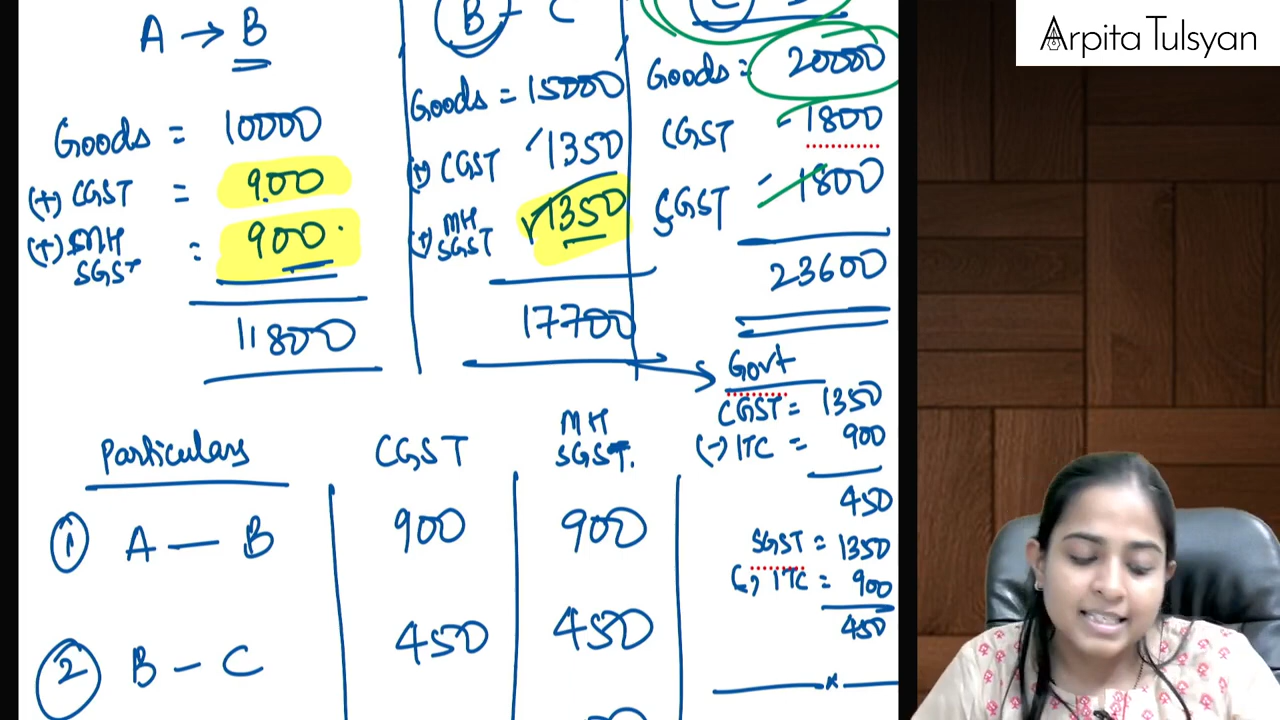 Arpita Tulsyan
A → B
Goods = 10000
(+) CGST = 900
(+) MH SGST = 900
11800
B - C
Goods = 15000
(+) CGST 1350
(+) MH SGST 1350
17700
Goods = 20000
CGST - 1800
SGST = 1800
23600
Govt
CGST = 1350
(-) ITC = 900
450
SGST = 1350
(-) ITC = 900
450
Particulars CGST MH SGST.
① A — B 900 900
② B - C 450 450